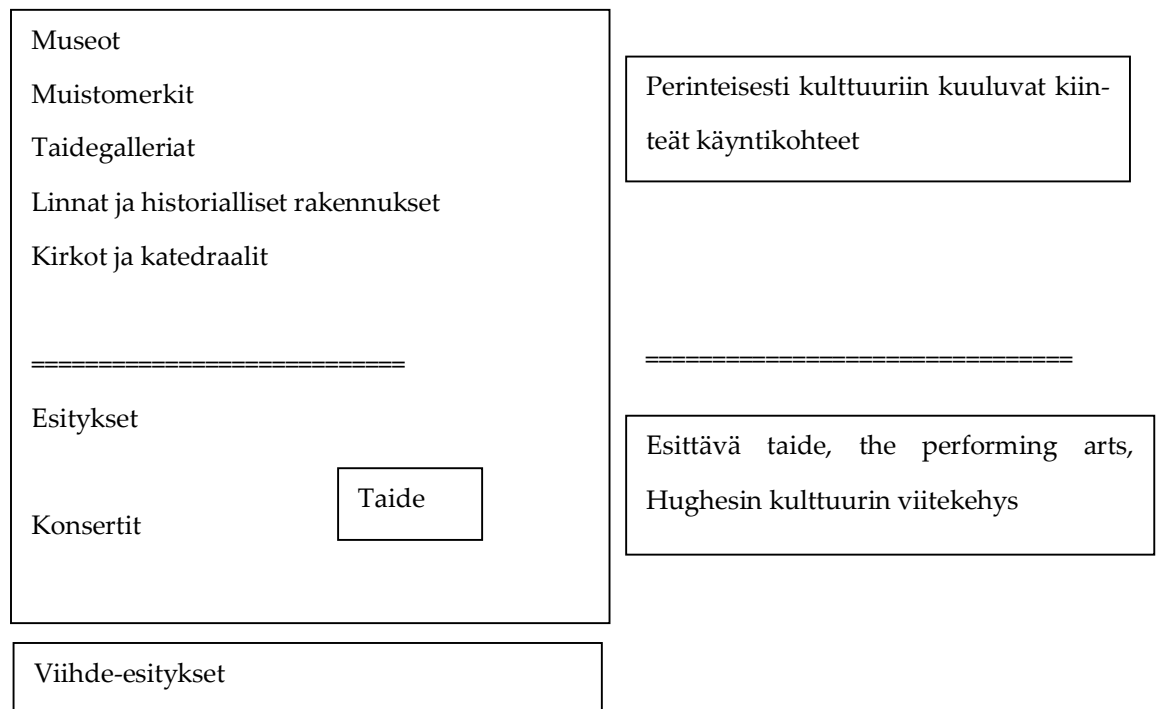 Museot
Muistomerkit
Taidegalleriat
Linnat ja historialliset rakennukset
Kirkot ja katedraalit
============================
Esitykset
Taide
Konsertit
Viihde-esitykset
Perinteisesti kulttuuriin kuuluvat kiin-
teät käyntikohteet
================================
Esittävä taide, the performing arts,
Hughesin kulttuurin viitekehys